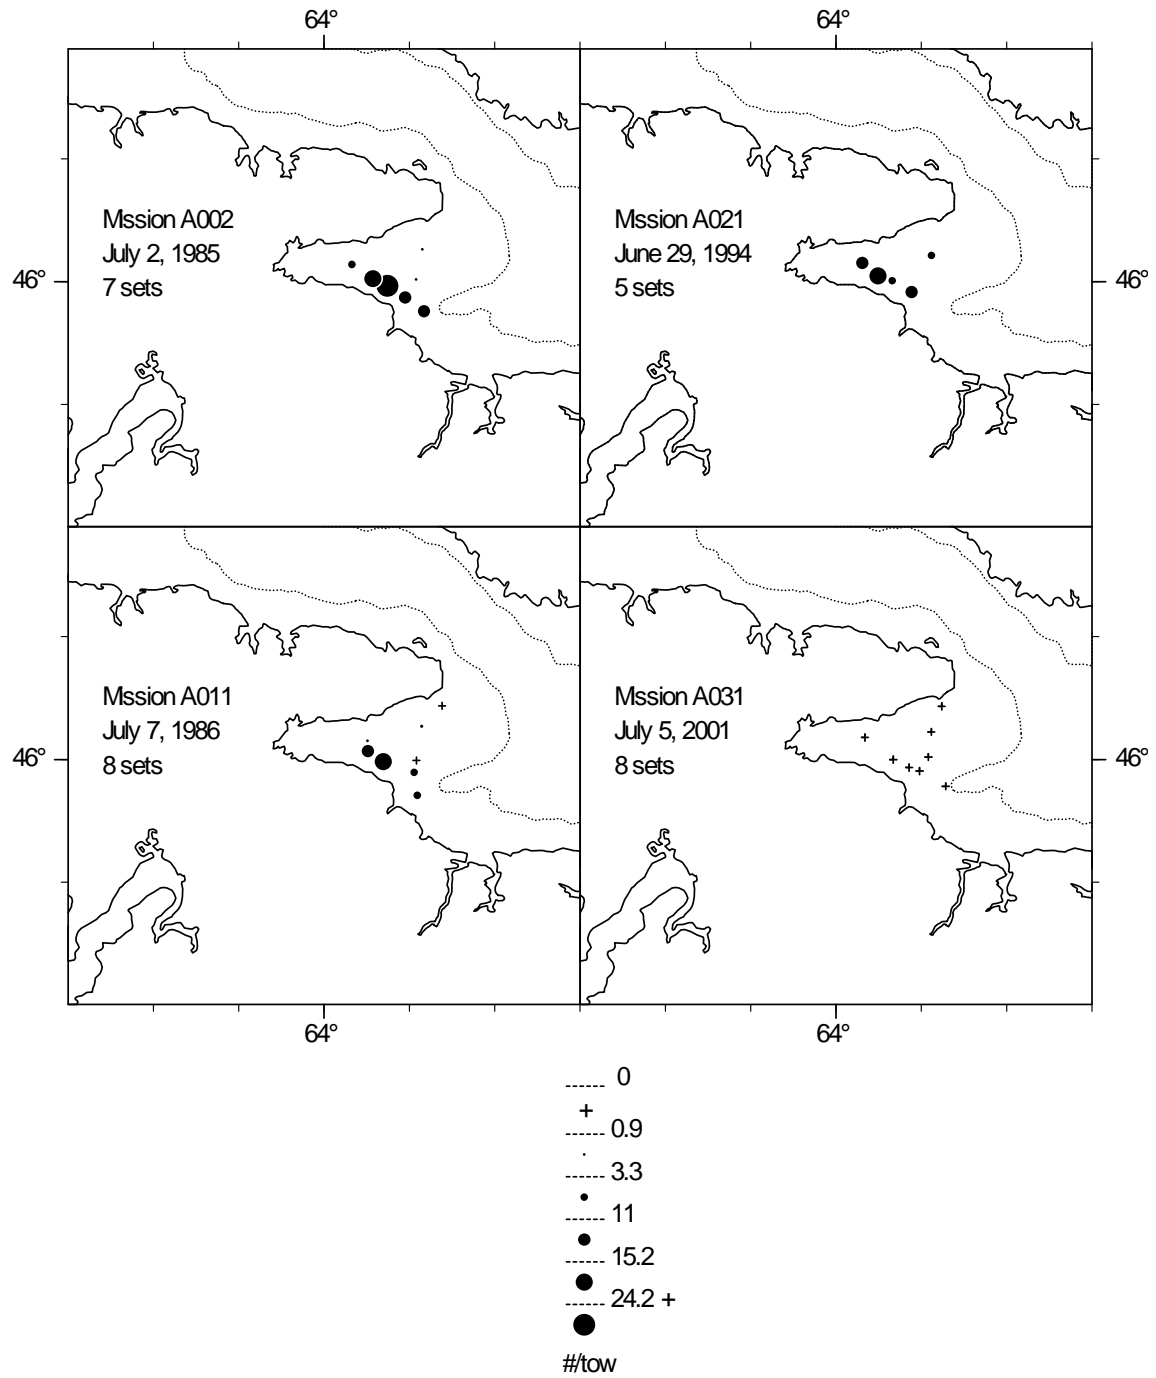 64°
64°
Mssion A002
July 2, 1985
7 sets
Mssion A021
June 29, 1994
5 sets
46°
46°
Mssion A011
July 7, 1986
8 sets
Mssion A031
July 5, 2001
8 sets
46°
46°
64°
64°
0
+
0.9
3.3
11
15.2
24.2 +
#/tow